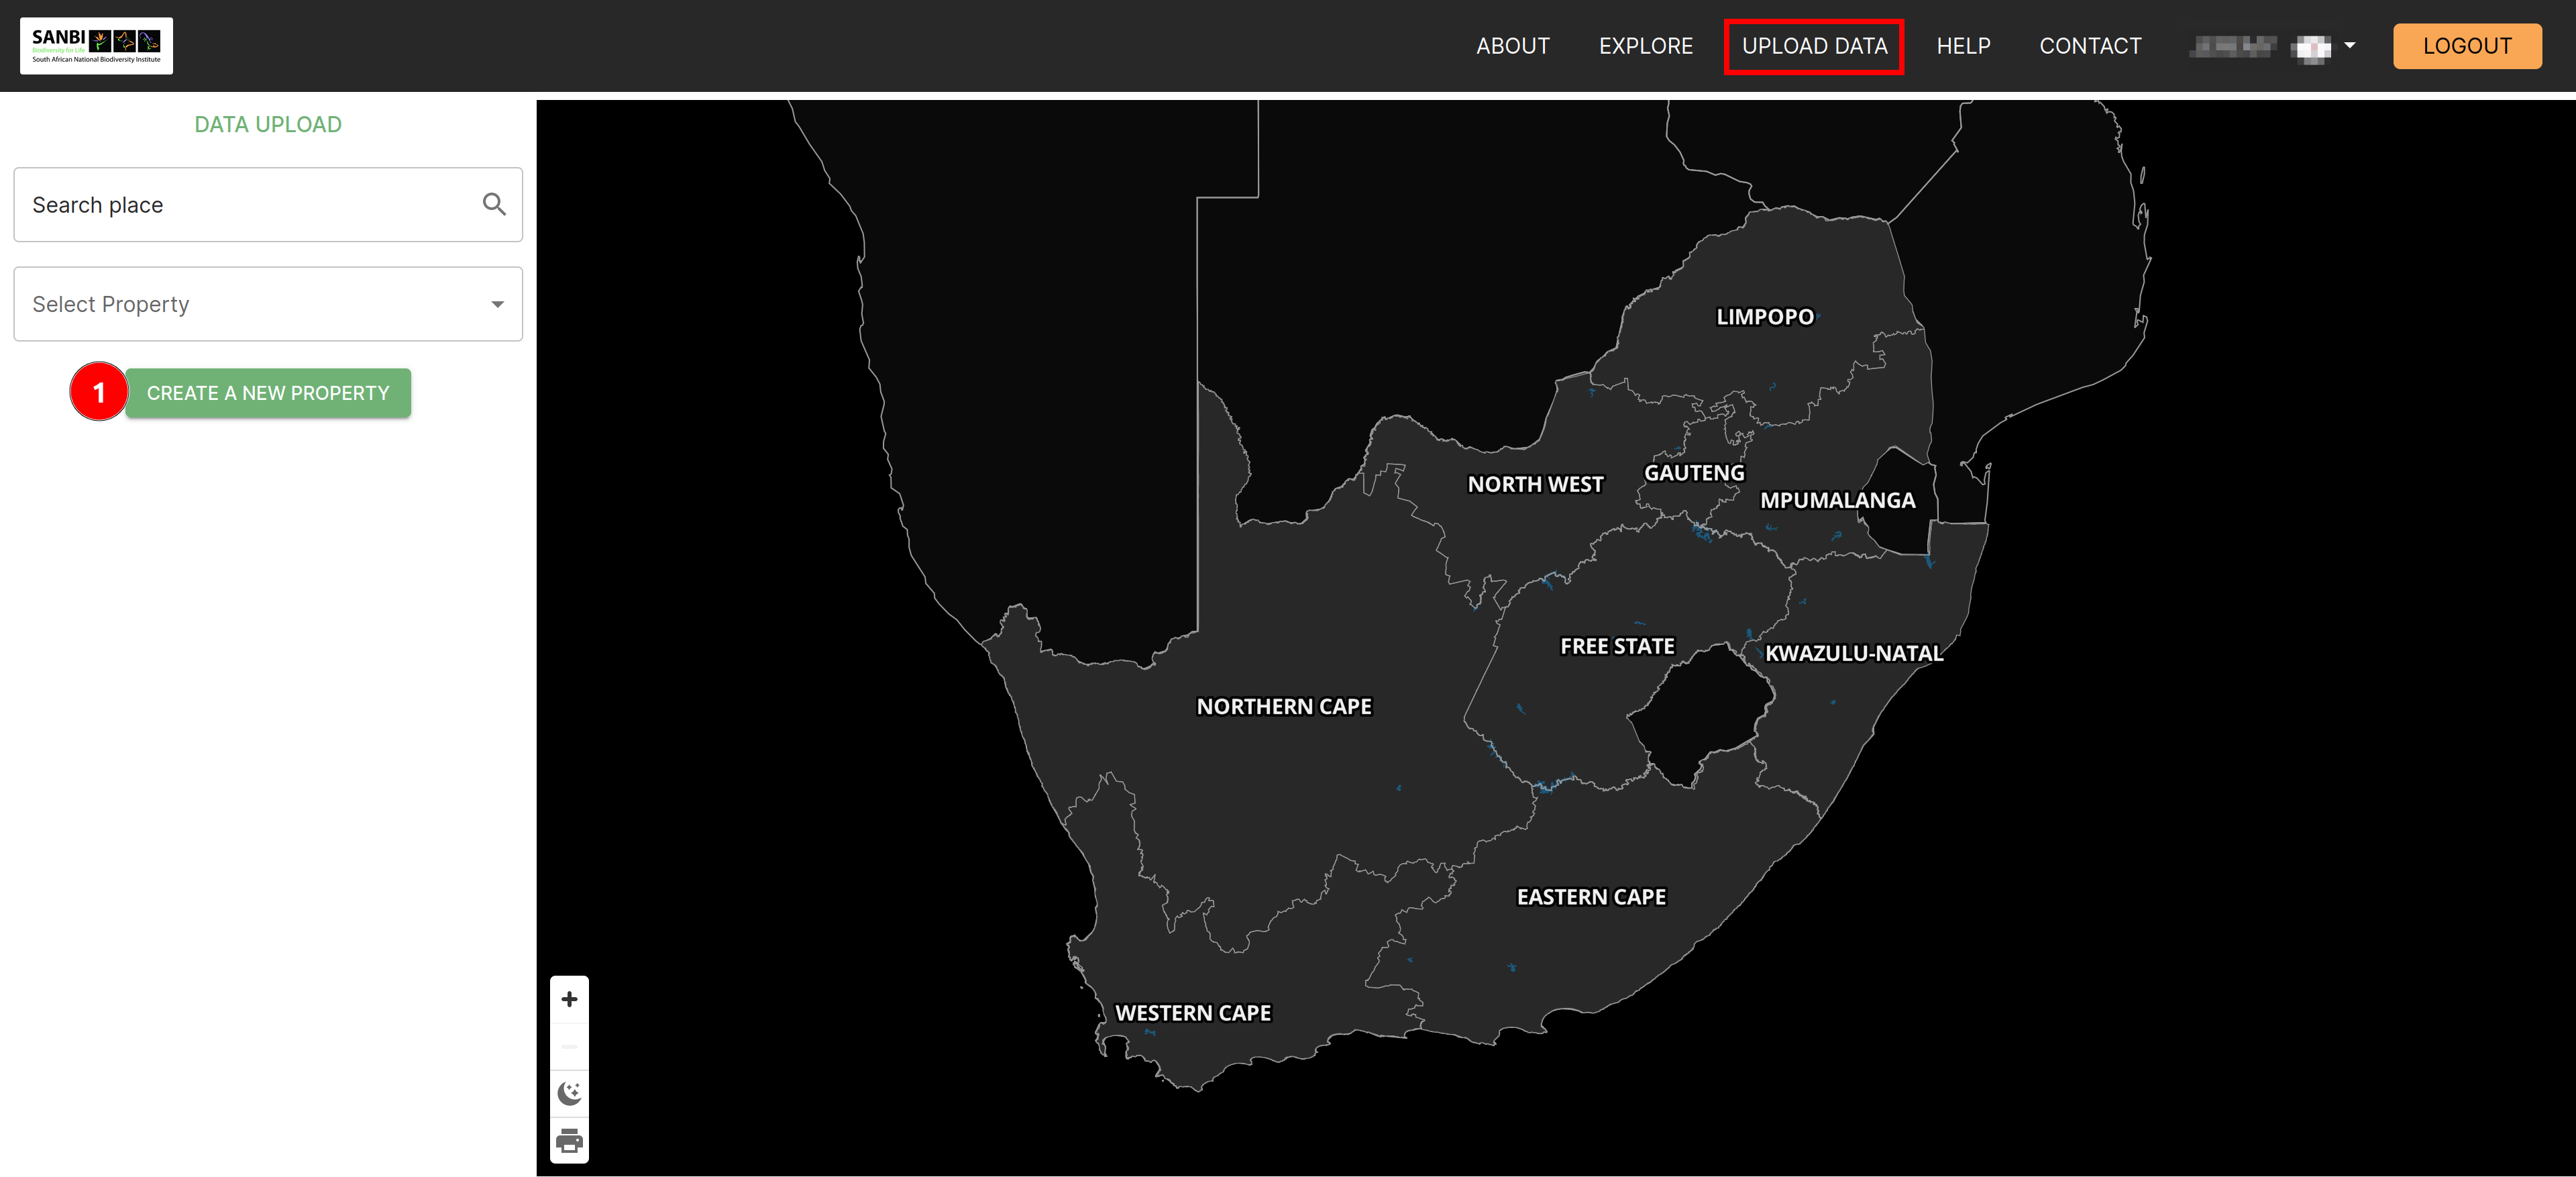 SANBI
Biodiversity for Life
South African National Biodiversity Institute
ABOUT
EXPLORE
UPLOAD DATA
HELP
CONTACT
LOGOUT
DATA UPLOAD
Search place
Select Property
1
CREATE A NEW PROPERTY
LIMPOPO
NORTH WEST
GAUTENG
MPUMALANGA
FREE STATE
KWAZULU-NATAL
NORTHERN CAPE
EASTERN CAPE
WESTERN CAPE